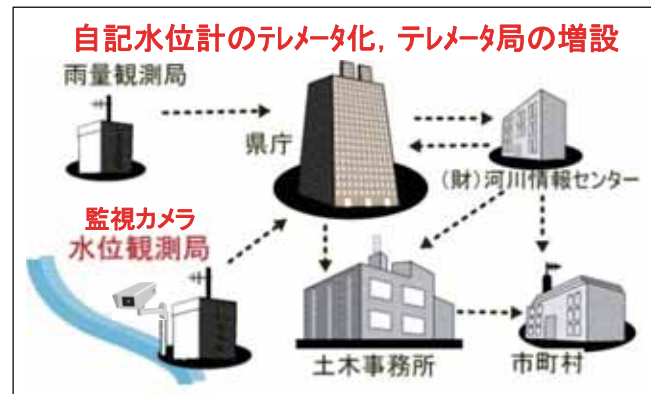 自記水位計のテレメータ化，テレメータ局の増設
雨量観測局
県庁
(財)河川情報センター
監視カメラ
水位観測局
土木事務所
市町村